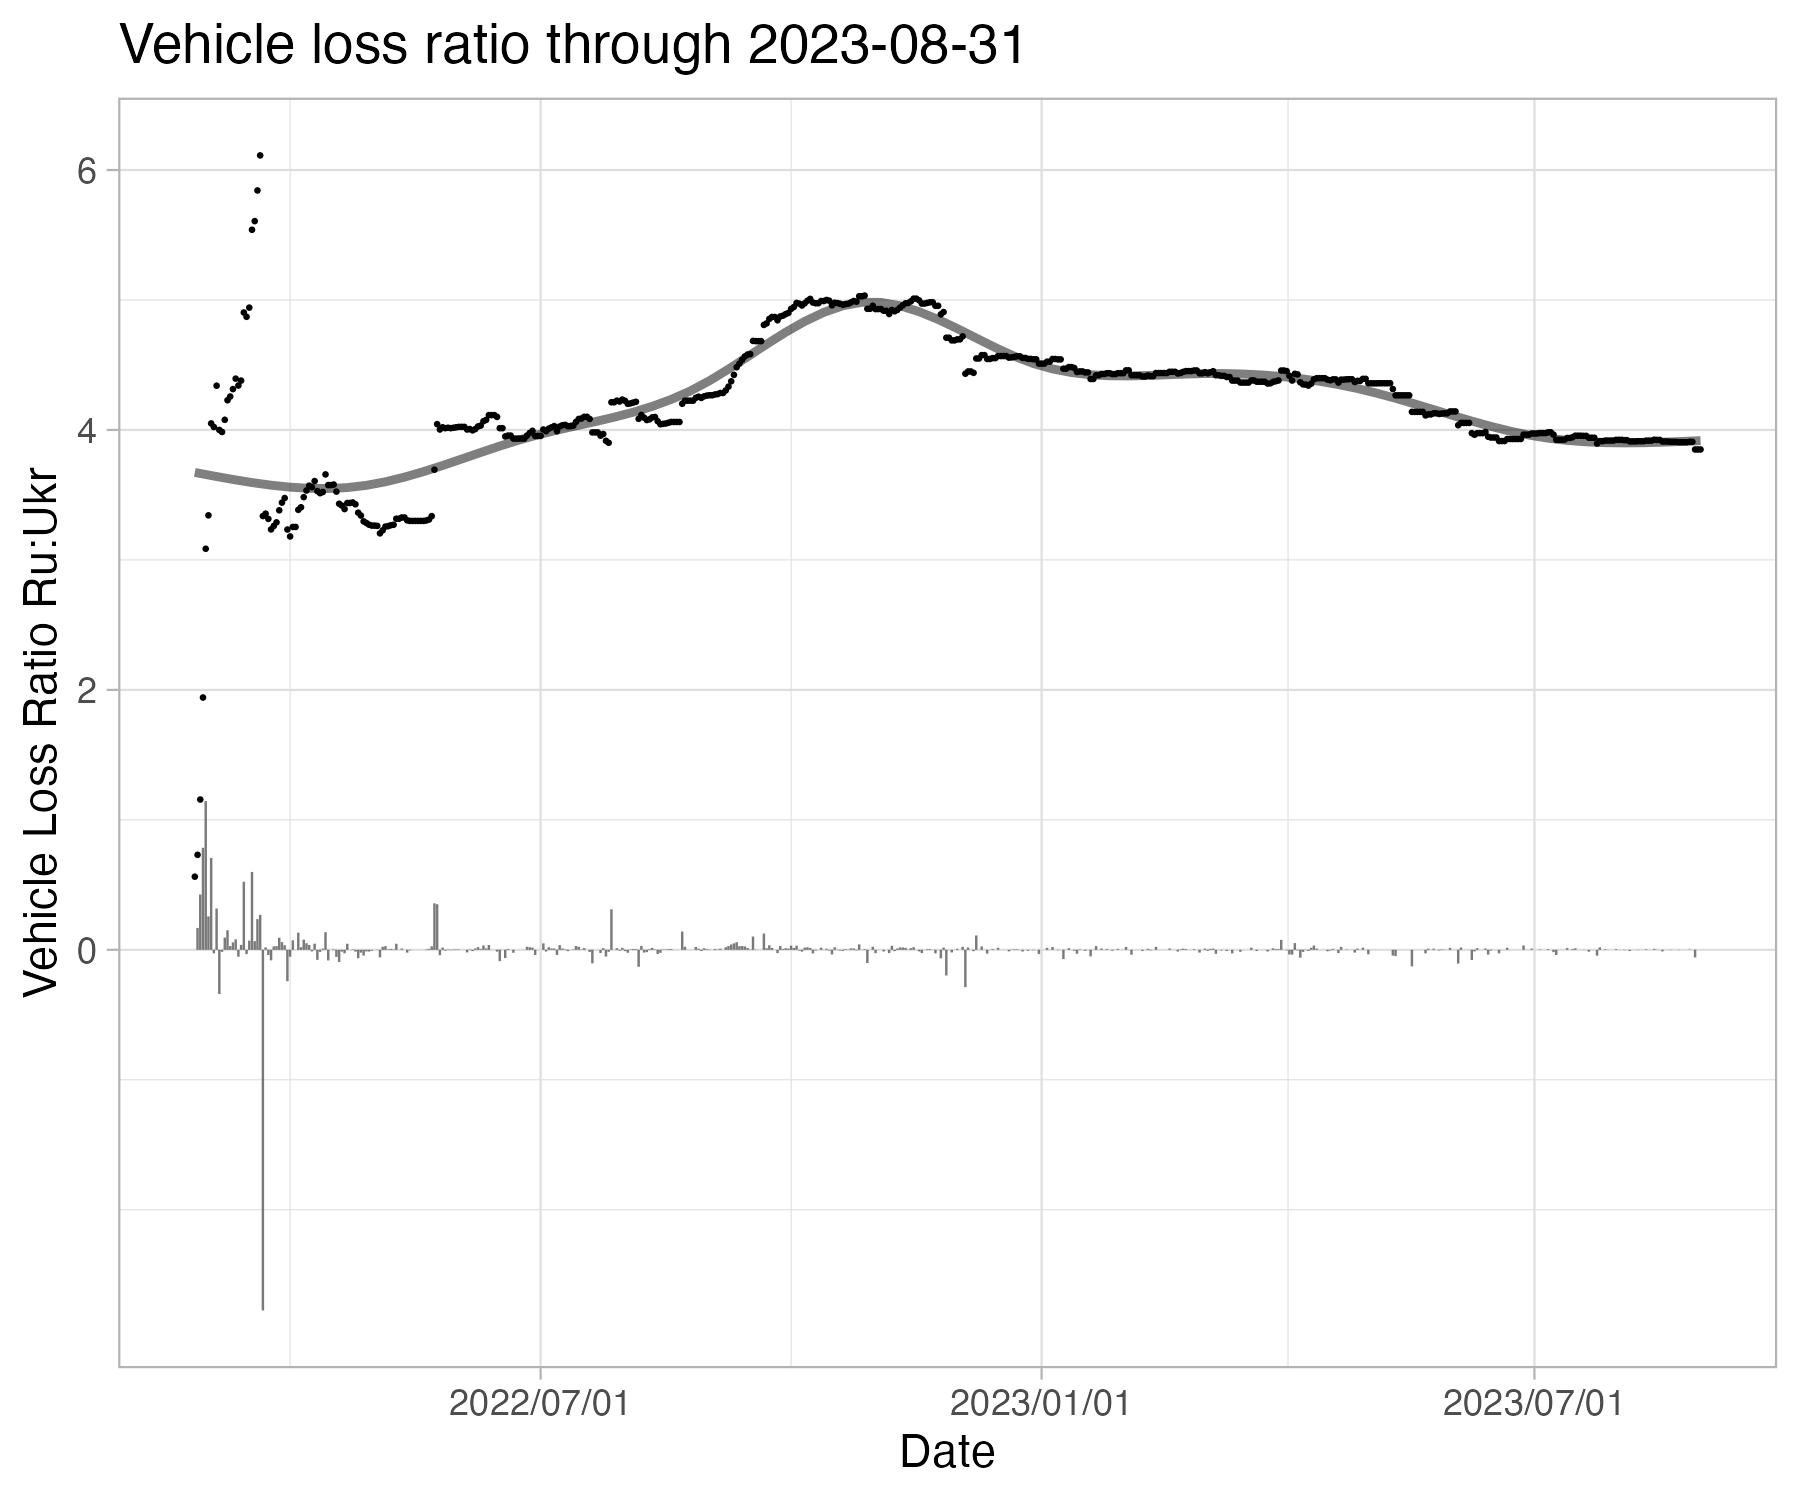 Vehicle loss ratio through 2023-08-31
Vehicle Loss Ratio Ru:Ukr
6
4
2
0
2022/07/01
2023/01/01
2023/07/01
Date